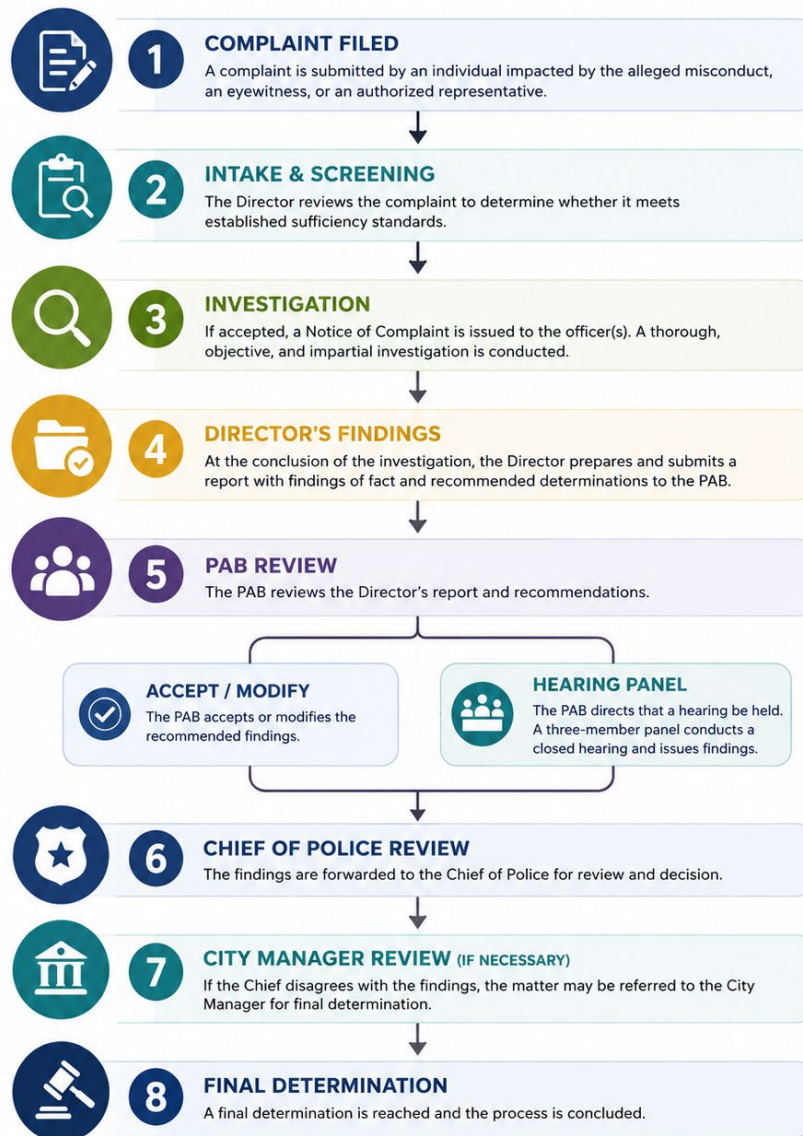 1
COMPLAINT FILED
A complaint is submitted by an individual impacted by the alleged misconduct,
an eyewitness, or an authorized representative.
2
INTAKE & SCREENING
The Director reviews the complaint to determine whether it meets
established sufficiency standards.
3
INVESTIGATION
If accepted, a Notice of Complaint is issued to the officer(s). A thorough,
objective, and impartial investigation is conducted.
4
DIRECTOR'S FINDINGS
At the conclusion of the investigation, the Director prepares and submits a
report with findings of fact and recommended determinations to the PAB.
5
PAB REVIEW
The PAB reviews the Director's report and recommendations.
ACCEPT / MODIFY
The PAB accepts or modifies the
recommended findings.
HEARING PANEL
The PAB directs that a hearing be held.
A three-member panel conducts a
closed hearing and issues findings.
6
CHIEF OF POLICE REVIEW
The findings are forwarded to the Chief of Police for review and decision.
7
CITY MANAGER REVIEW (IF NECESSARY)
If the Chief disagrees with the findings, the matter may be referred to the City
Manager for final determination.
8
FINAL DETERMINATION
A final determination is reached and the process is concluded.